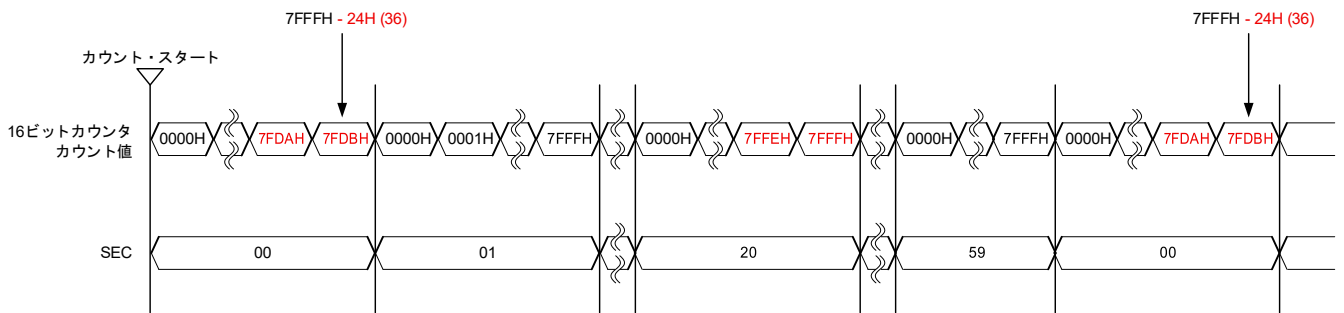 7FFFH - 24H (36)
7FFFH - 24H (36)
カウント・スタート
16ビットカウンタ
カウント値
0000H
7FDAH
7FDBH
0000H
0001H
7FFFH
0000H
7FFEH
7FFFH
0000H
7FFFH
0000H
7FDAH
7FDBH
SEC
00
01
20
59
00